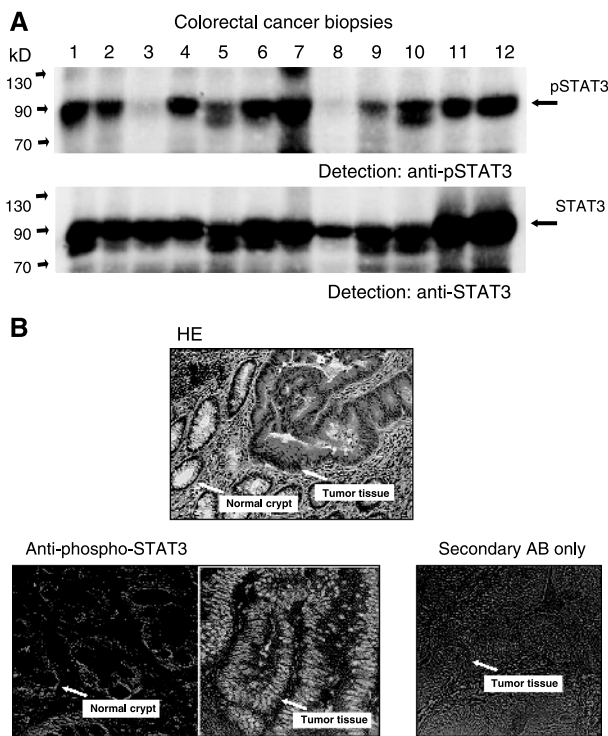 A
Colorectal cancer biopsies
kD 1 2 3 4 5 6 7 8 9 10 11 12
130
90
70
pSTAT3
Detection: anti-pSTAT3
130
90
70
STAT3
Detection: anti-STAT3
B
HE
Normal crypt
Tumor tissue
Anti-phospho-STAT3
Secondary AB only
Normal crypt
Tumor tissue
Tumor tissue